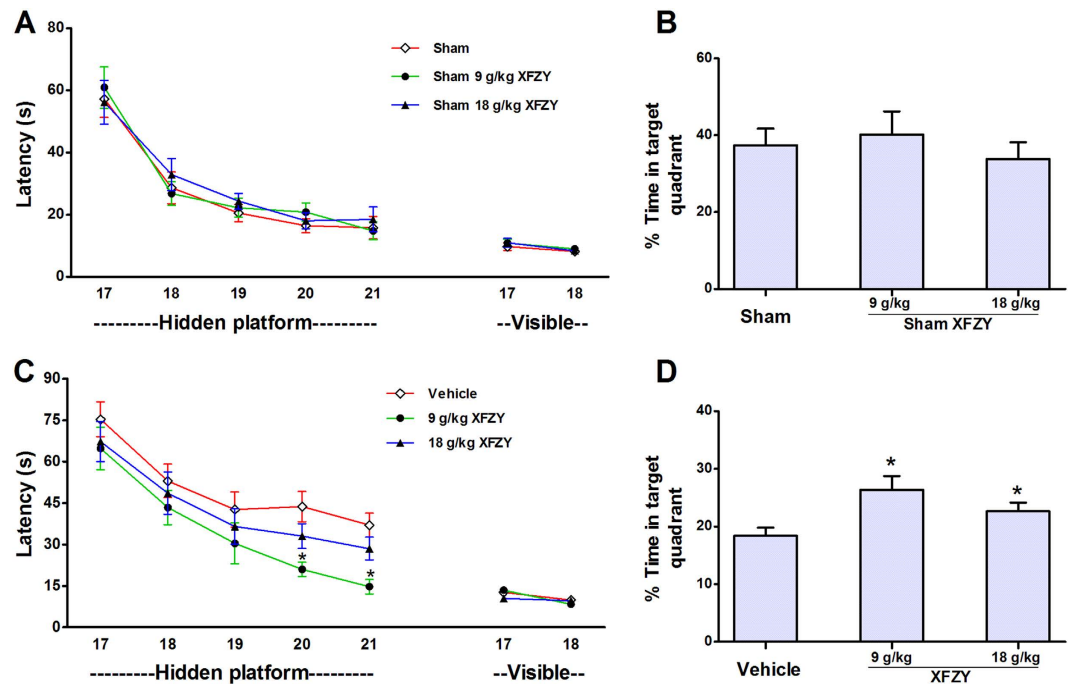 A
Latency (s)
80
60
40
20
0
Sham
Sham 9 g/kg XFZY
Sham 18 g/kg XFZY
17 18 19 20 21 17 18
----------Hidden platform---------- --Visible--
B
% Time in target
quadrant
60
40
20
0
Sham
9 g/kg 18 g/kg
Sham XFZY
C
Latency (s)
90
75
60
45
30
15
0
Vehicle
9 g/kg XFZY
18 g/kg XFZY
* *
17 18 19 20 21 17 18
----------Hidden platform---------- --Visible--
D
% Time in target
quadrant
40
30
20
10
0
* *
Vehicle
9 g/kg 18 g/kg
XFZY